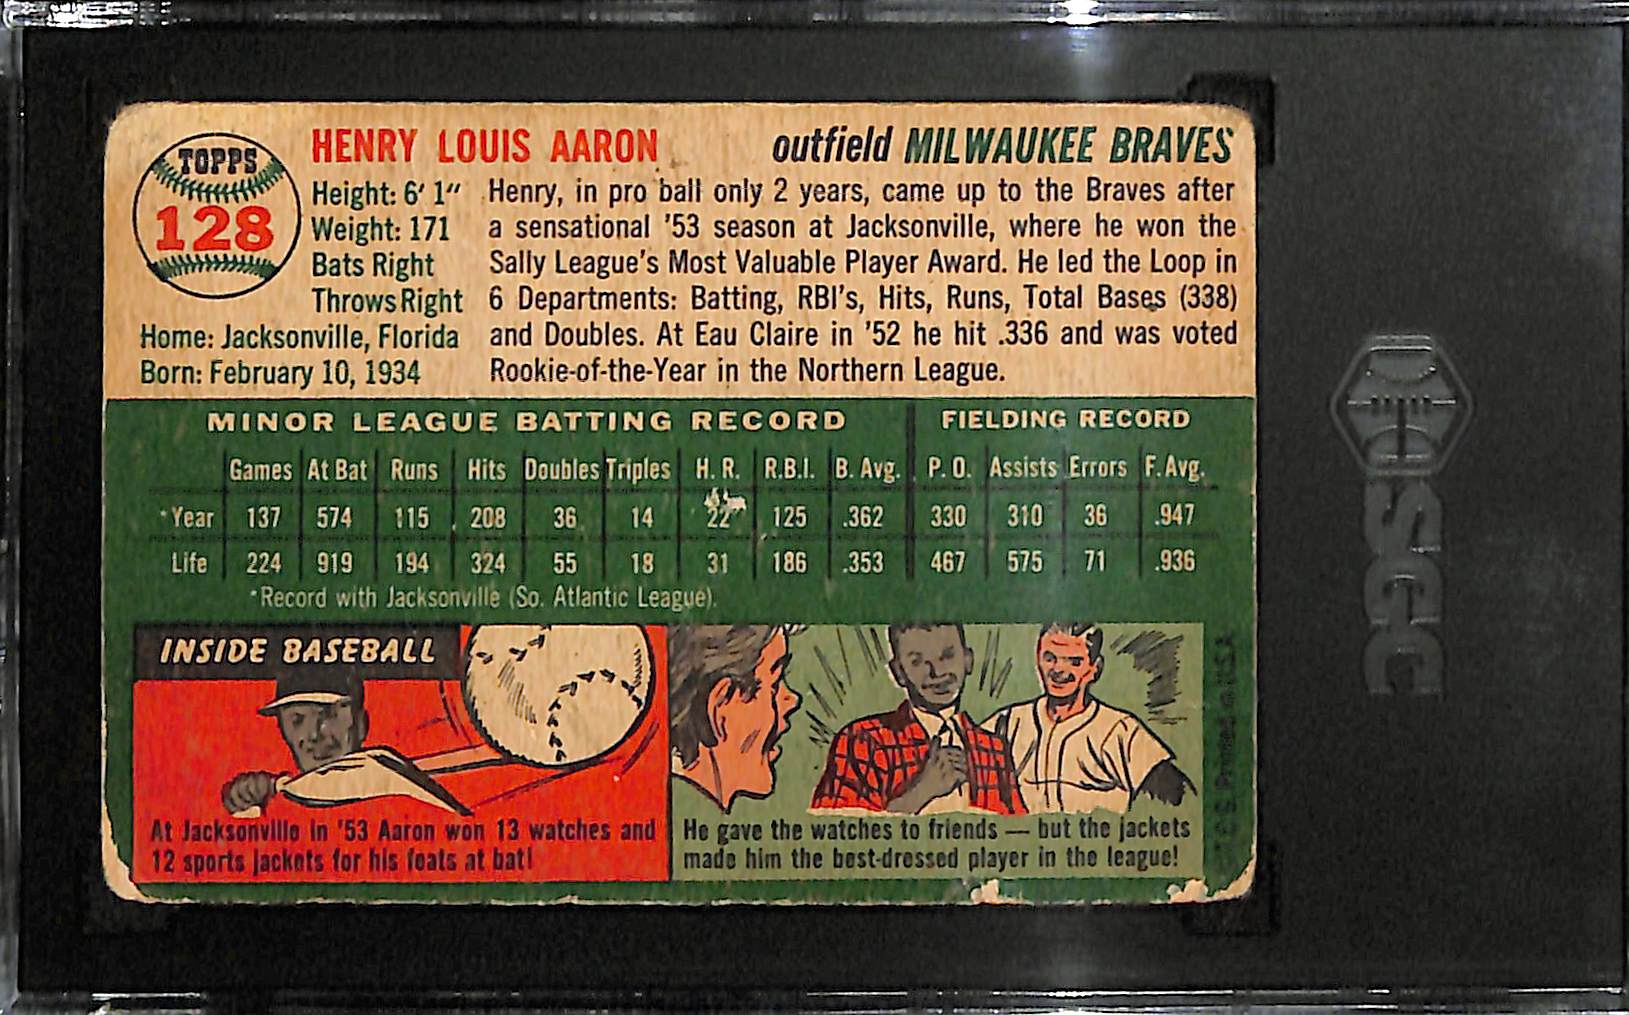 TOPPS
128
HENRY LOUIS AARON
outfield MILWAUKEE BRAVES
Height: 6' 1"
Weight: 171
Bats Right
Throws Right
Home: Jacksonville, Florida
Born: February 10, 1934
Henry, in pro ball only 2 years, came up to the Braves after
a sensational '53 season at Jacksonville, where he won the
Sally League's Most Valuable Player Award. He led the Loop in
6 Departments: Batting, RBI's, Hits, Runs, Total Bases (338)
and Doubles. At Eau Claire in '52 he hit .336 and was voted
Rookie-of-the-Year in the Northern League.
MINOR LEAGUE BATTING RECORD FIELDING RECORD
Games At Bat Runs Hits Doubles Triples H. R. R.B.I. B. Avg. P. O. Assists Errors F. Avg.
*Year 137 574 115 208 36 14 22 125 .362 330 310 36 .947
Life 224 919 194 324 55 18 31 186 .353 467 575 71 .936
*Record with Jacksonville (So. Atlantic League).
INSIDE BASEBALL
At Jacksonville in '53 Aaron won 13 watches and
12 sports jackets for his feats at bat!
He gave the watches to friends — but the jackets
made him the best-dressed player in the league!
Printed in U.S.A.
SGC